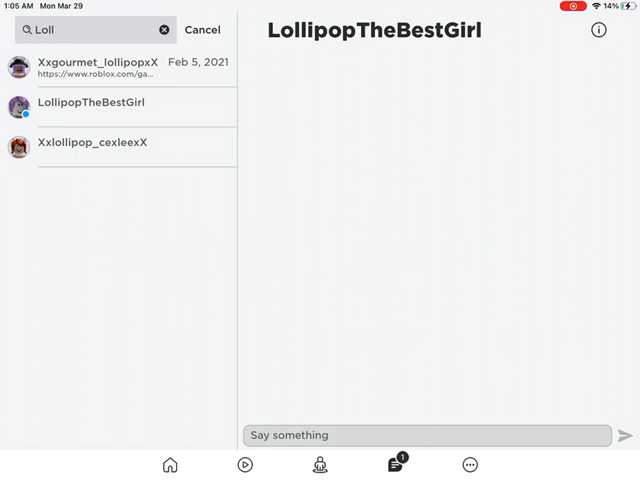 1:05 AM Mon Mar 29
14%
Loll
Cancel
LollipopTheBestGirl
Xxgourmet_lollipopxX Feb 5, 2021
https://www.roblox.com/ga...
LollipopTheBestGirl
Xxlollipop_cexleexX
Say something
1